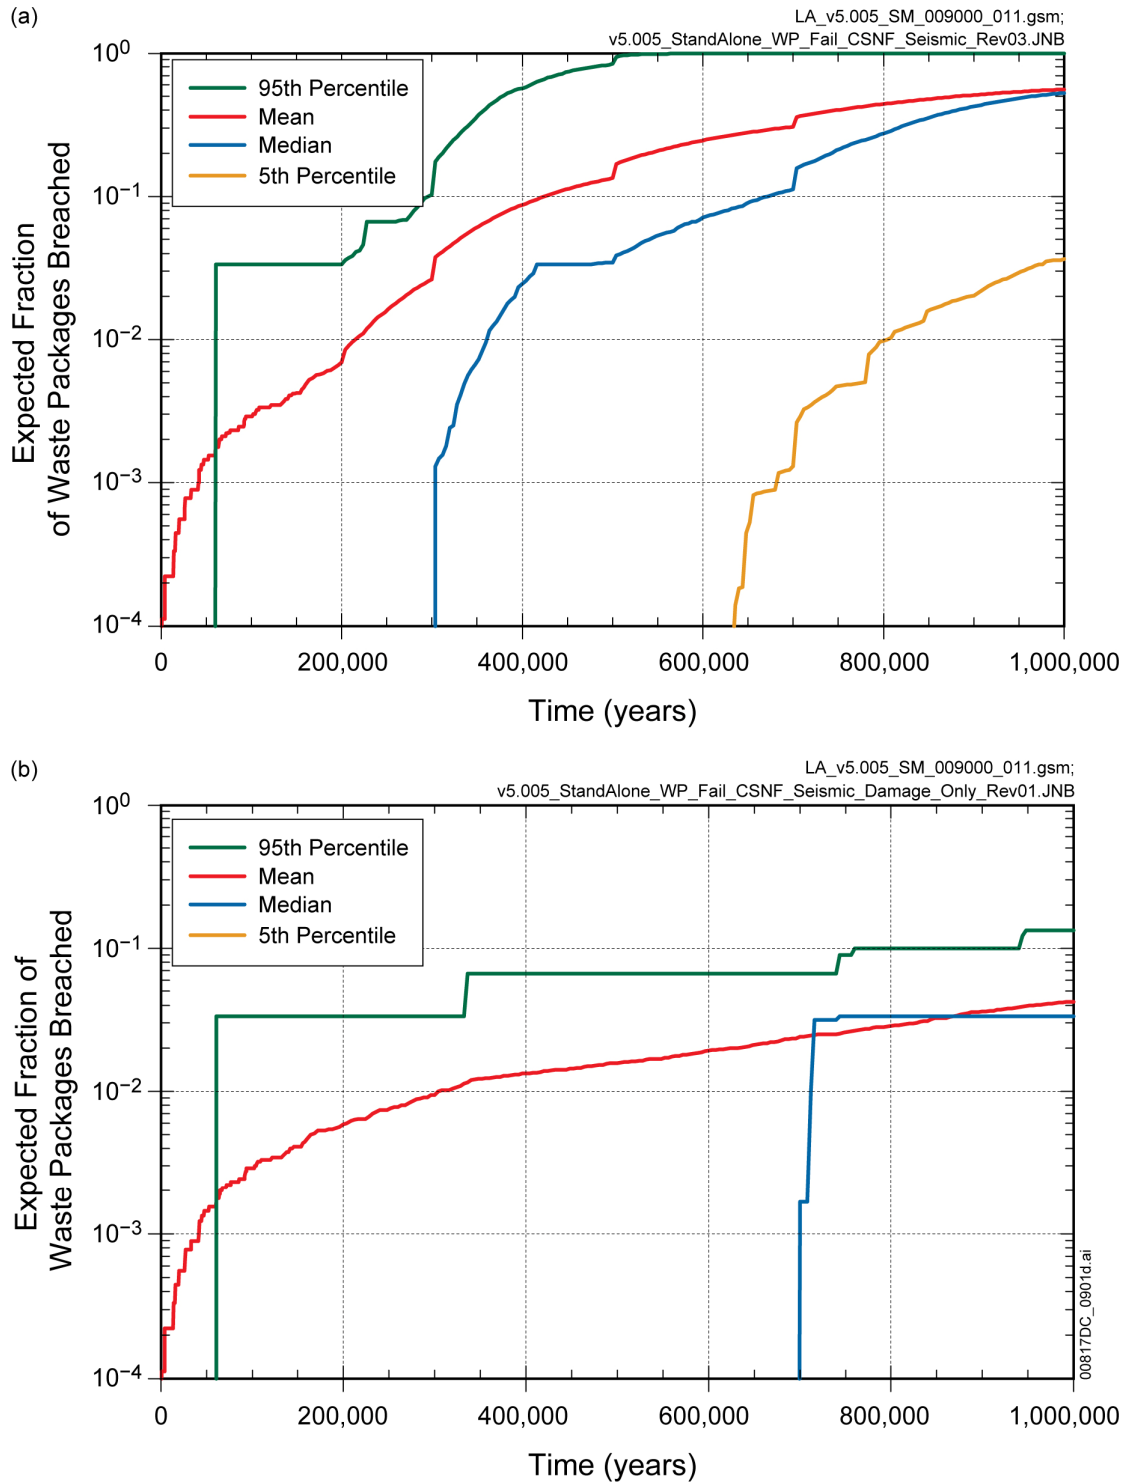 (a)
LA_v5.005_SM_009000_011.gsm;
v5.005_StandAlone_WP_Fail_CSNF_Seismic_Rev03.JNB
10⁰
10⁻¹
10⁻²
10⁻³
10⁻⁴
Expected Fraction
of Waste Packages Breached
95th Percentile
Mean
Median
5th Percentile
0
200,000
400,000
600,000
800,000
1,000,000
Time (years)
(b)
LA_v5.005_SM_009000_011.gsm;
v5.005_StandAlone_WP_Fail_CSNF_Seismic_Damage_Only_Rev01.JNB
10⁰
10⁻¹
10⁻²
10⁻³
10⁻⁴
Expected Fraction of
Waste Packages Breached
95th Percentile
Mean
Median
5th Percentile
00817DC_0901d.ai
0
200,000
400,000
600,000
800,000
1,000,000
Time (years)